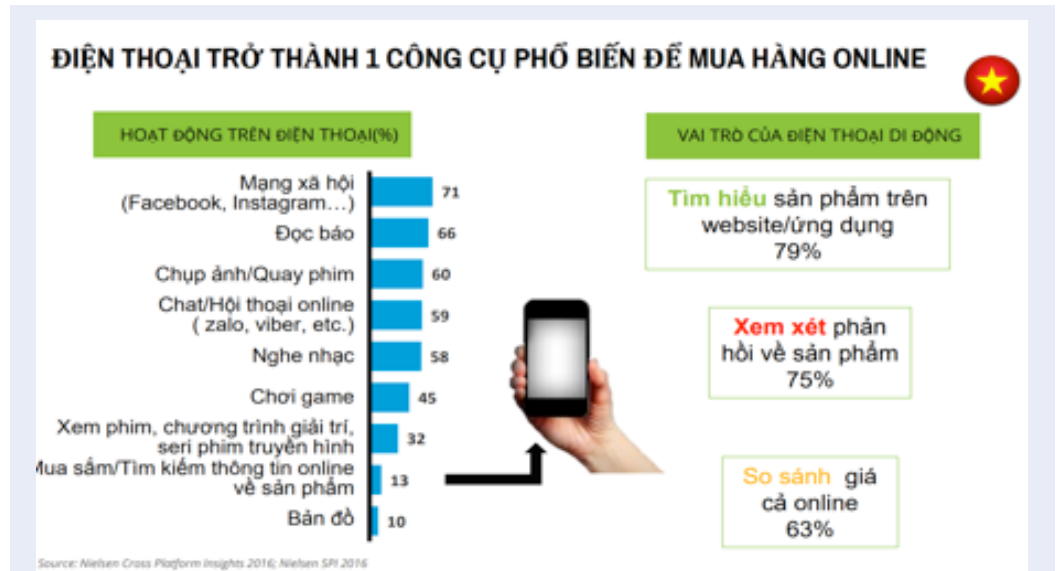 ĐIỆN THOẠI TRỞ THÀNH 1 CÔNG CỤ PHỔ BIẾN ĐỂ MUA HÀNG ONLINE
HOẠT ĐỘNG TRÊN ĐIỆN THOẠI(%)
Mạng xã hội
(Facebook, Instagram…)
71
Đọc báo
66
Chụp ảnh/Quay phim
60
Chat/Hội thoại online
( zalo, viber, etc.)
59
Nghe nhạc
58
Chơi game
45
Xem phim, chương trình giải trí,
seri phim truyền hình
32
Mua sắm/Tìm kiếm thông tin online
về sản phẩm
13
Bản đồ
10
VAI TRÒ CỦA ĐIỆN THOẠI DI ĐỘNG
Tìm hiểu sản phẩm trên
website/ứng dụng
79%
Xem xét phản
hồi về sản phẩm
75%
So sánh giá
cả online
63%
Source: Nielsen Cross Platform Insights 2016; Nielsen SPI 2016